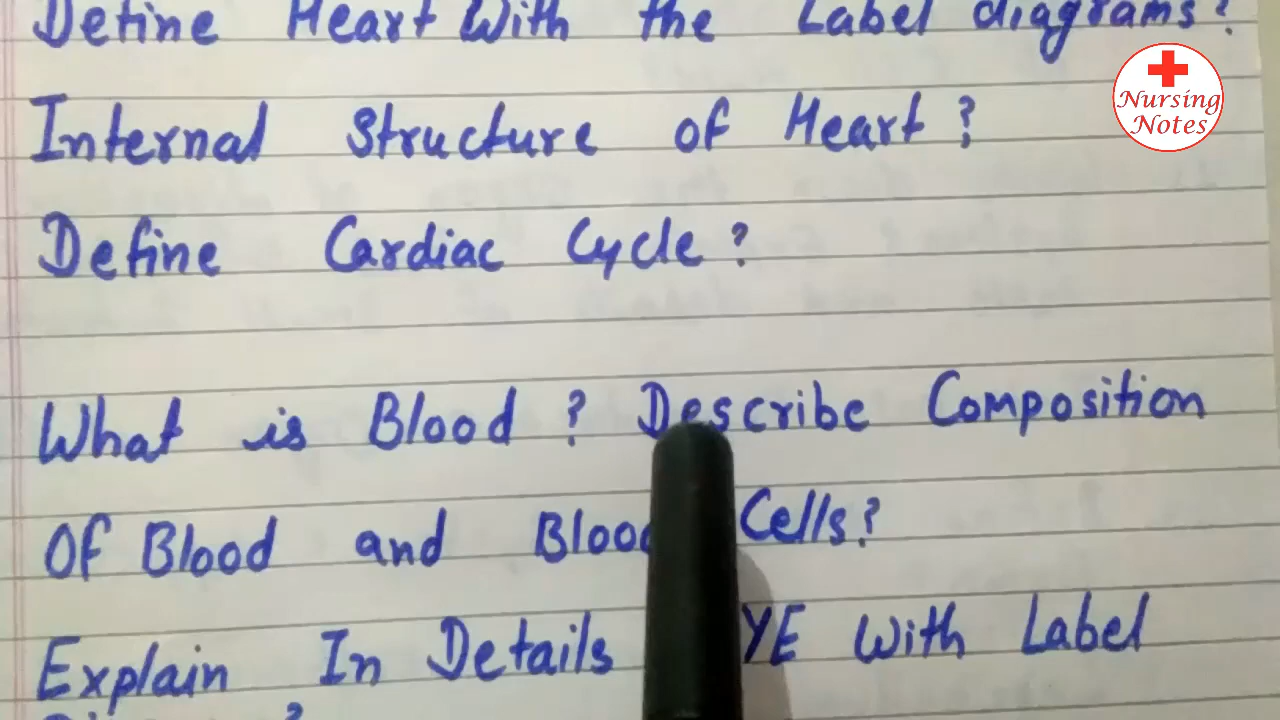 Define Heart With the Label diagrams?
Internal Structure of Heart?
Define Cardiac Cycle?
What is Blood? Describe Composition
Of Blood and Blood Cells?
Explain In Details YE With Label
Nursing
Notes